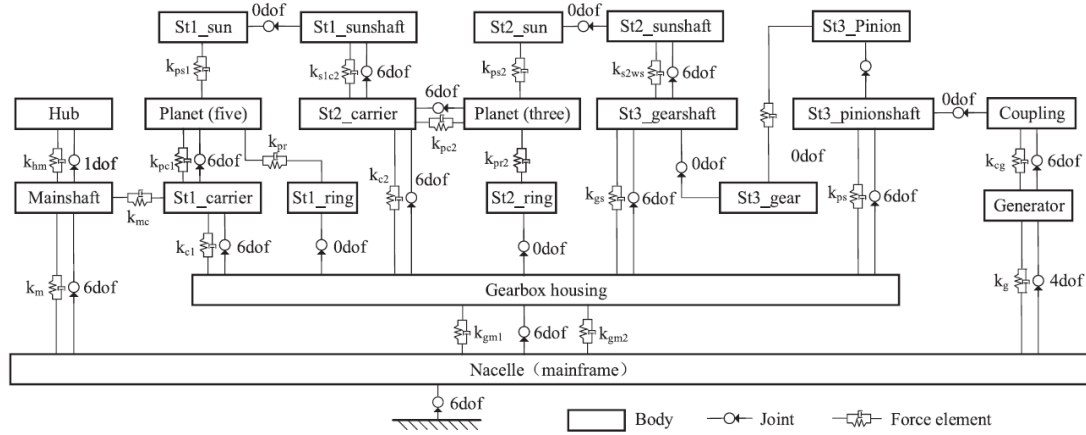 0dof 0dof
St1_sun St1_sunshaft St2_sun St2_sunshaft St3_Pinion
k_ps1 k_s1c2 6dof k_ps2 k_s2ws 6dof
6dof
Hub Planet (five) St2_carrier Planet (three) St3_gearshaft St3_pinionshaft 0dof Coupling
k_hm 1dof k_pc1 6dof k_pr k_pc2 k_pr2 k_cg 6dof
k_c2 6dof k_gs 6dof 0dof 0dof k_ps 6dof
Mainshaft k_mc St1_carrier St1_ring St2_ring St3_gear Generator
k_c1 6dof 0dof 0dof
k_m 6dof Gearbox housing k_g 4dof
k_gm1 6dof k_gm2
Nacelle（mainframe）
6dof Body Joint Force element